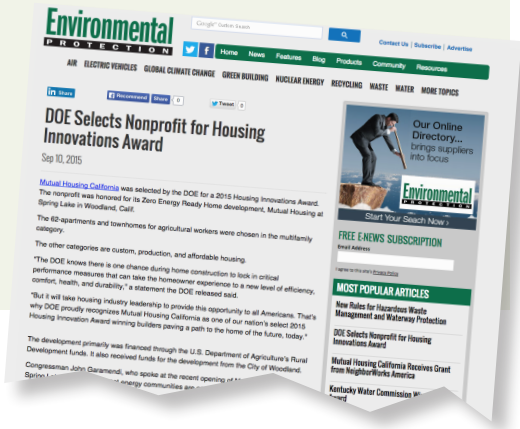 Environmental
PROTECTION
Google™ Custom Search
Contact Us | Subscribe | Advertise
Home News Features Blog Products Community Resources
AIR ELECTRIC VEHICLES GLOBAL CLIMATE CHANGE GREEN BUILDING NUCLEAR ENERGY RECYCLING WASTE WATER MORE TOPICS
Share
Recommend Share 0
Tweet 0
DOE Selects Nonprofit for Housing
Innovations Award
Sep 10, 2015
Mutual Housing California was selected by the DOE for a 2015 Housing Innovations Award.
The nonprofit was honored for its Zero Energy Ready Home development, Mutual Housing at
Spring Lake in Woodland, Calif.
The 62-apartments and townhomes for agricultural workers were chosen in the multifamily
category.
The other categories are custom, production, and affordable housing.
"The DOE knows there is one chance during home construction to lock in critical
performance measures that can take the homeowner experience to a new level of efficiency,
comfort, health, and durability," a statement the DOE released said.
"But it will take housing industry leadership to provide this opportunity to all Americans. That's
why DOE proudly recognizes Mutual Housing California as one of our nation's select 2015
Housing Innovation Award winning builders paving a path to the home of the future, today."
The development primarily was financed through the U.S. Department of Agriculture's Rural
Development funds. It also received funds for the development from the City of Woodland.
Congressman John Garamendi, who spoke at the recent opening of
Spring energy communities are
Our Online
Directory...
brings suppliers
into focus
Environmental
PROTECTION
Start Your Seach Now ›
FREE E-NEWS SUBSCRIPTION
Email Address
I agree to this site's Privacy Policy
MOST POPULAR ARTICLES
New Rules for Hazardous Waste
Management and Waterway Protection
DOE Selects Nonprofit for Housing
Innovations Award
Mutual Housing California Receives Grant
from NeighborWorks America
Kentucky Water Commission
Award